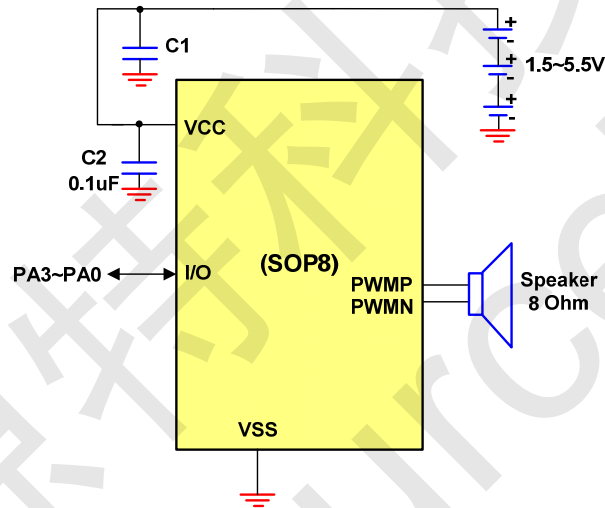 C1
+
-
+
-
+
-
1.5~5.5V
VCC
C2
0.1uF
PA3~PA0
I/O
(SOP8)
PWMP
PWMN
Speaker
8 Ohm
VSS